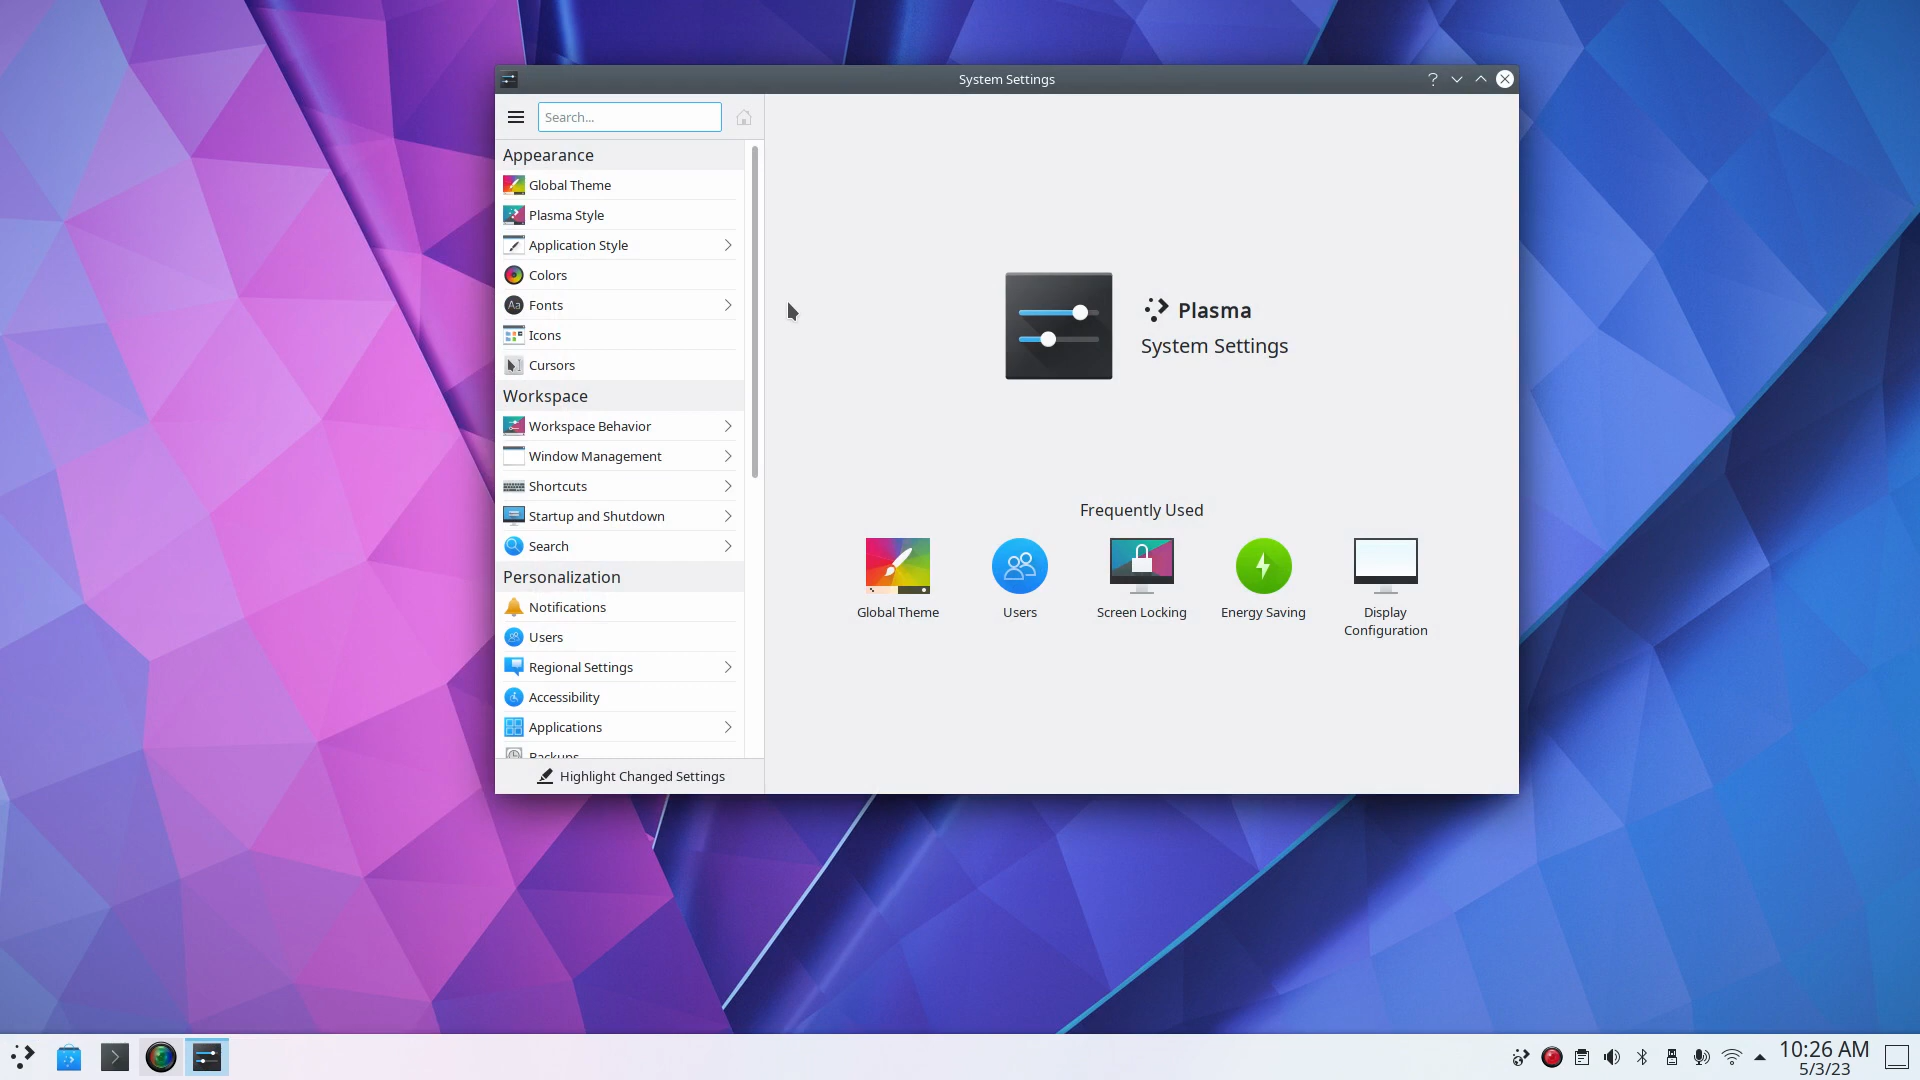 System Settings
Search...
Appearance
Global Theme
Plasma Style
Application Style
Colors
Aa Fonts
Icons
Cursors
Workspace
Workspace Behavior
Window Management
Shortcuts
Startup and Shutdown
Search
Personalization
Notifications
Users
Regional Settings
Accessibility
Applications
Backups
Highlight Changed Settings
Plasma
System Settings
Frequently Used
Global Theme
Users
Screen Locking
Energy Saving
Display
Configuration
10:26 AM
5/3/23